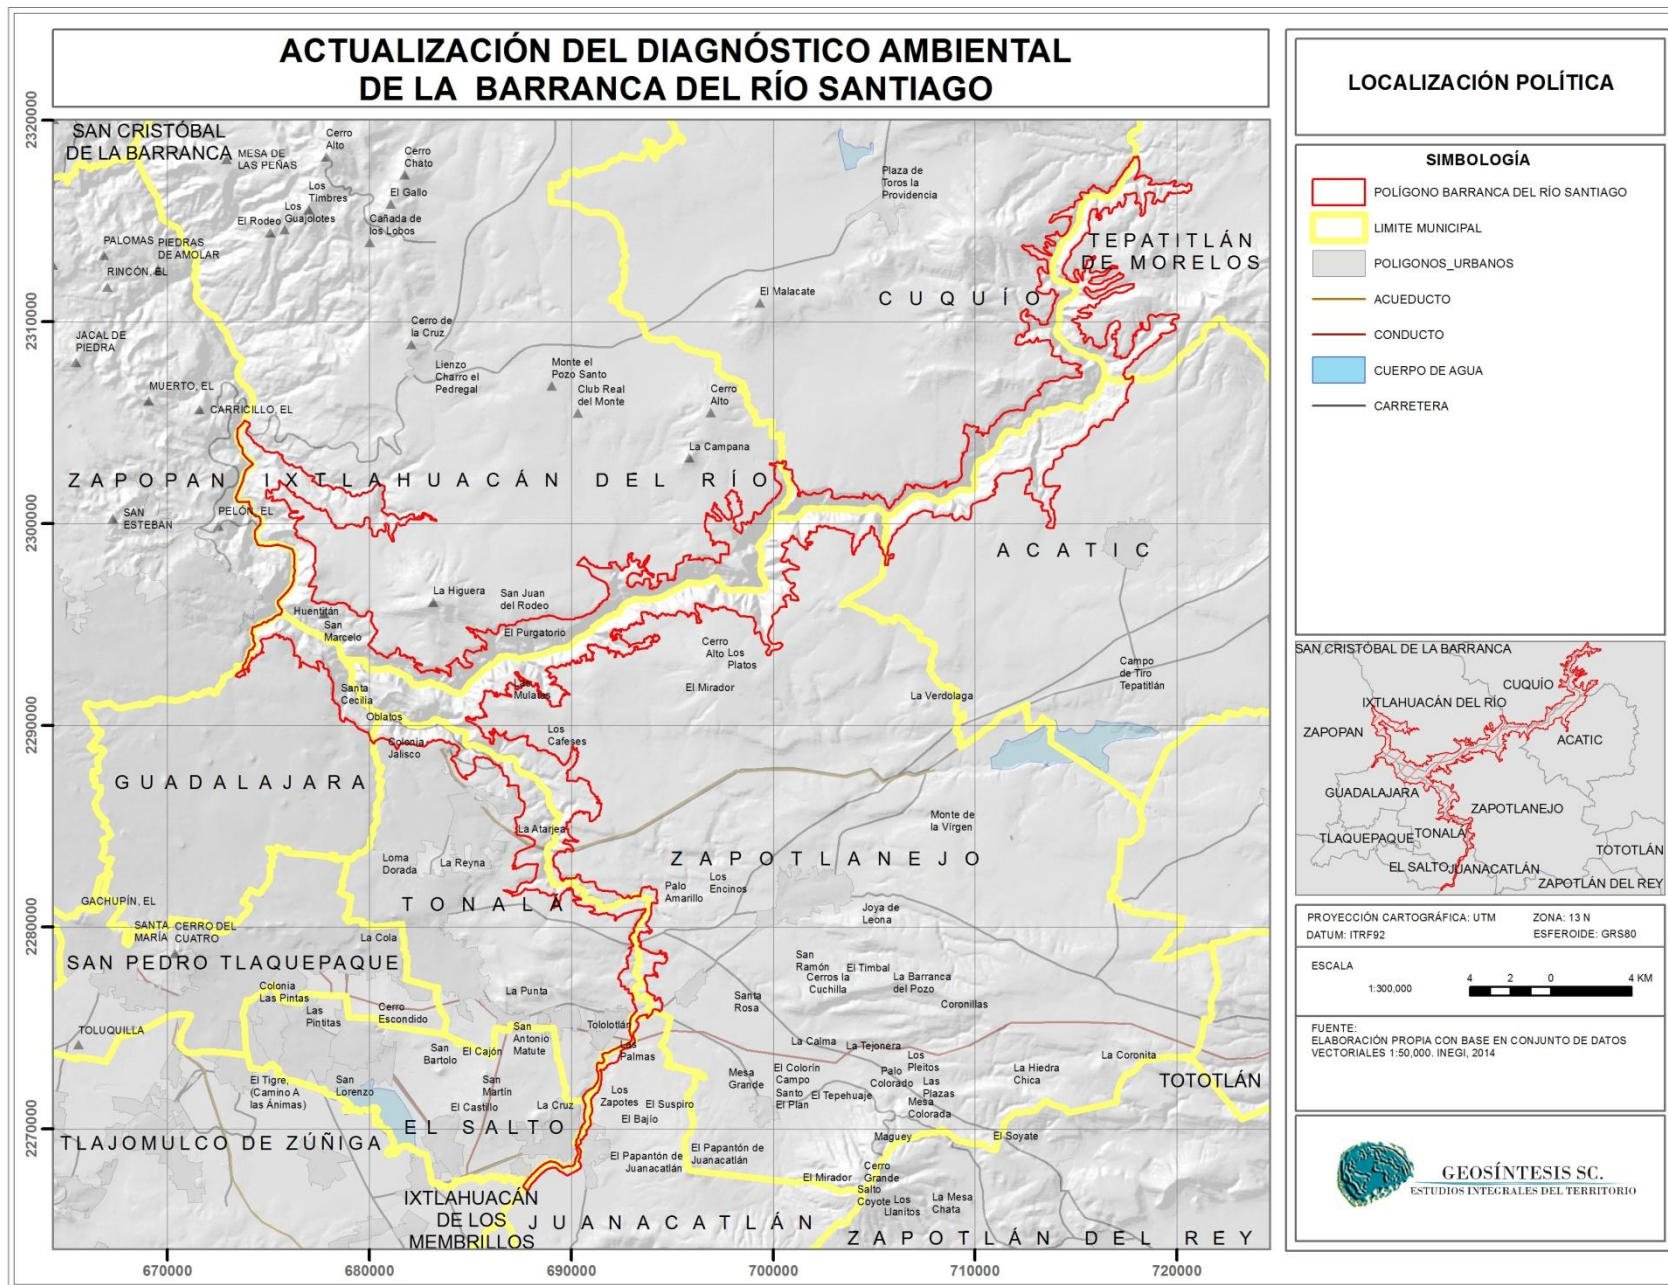 ACTUALIZACIÓN DEL DIAGNÓSTICO AMBIENTAL
DE LA BARRANCA DEL RÍO SANTIAGO
2320000
2310000
2300000
2290000
2280000
2270000
SAN CRISTÓBAL
DE LA BARRANCA
MESA DE
LAS PEÑAS
Cerro
Alto
Cerro
Chato
Los
Timbres
El Gallo
Los
Guajolotes
El Rodeo
Cañada de
los Lobos
PALOMAS
PIEDRAS
DE AMOLAR
RINCÓN, EL
Plaza de
Toros la
Providencia
TEPATITLÁN
DE MORELOS
CUQUÍO
El Malacate
Cerro de
la Cruz
JACAL DE
PIEDRA
Lienzo
Charro el
Pedregal
Monte el
Pozo Santo
Club Real
del Monte
Cerro
Alto
MUERTO, EL
CARRICILLO, EL
La Campana
ZAPOPAN
IXTLAHUACÁN DEL RÍO
SAN
ESTEBAN
PELÓN, EL
ACATIC
La Higuera
San Juan
del Rodeo
Huentitán
San
Marcelo
El Purgatorio
Cerro
Alto
Los
Platos
El Mirador
Campo
de Tiro
Tepatitlán
La Verdolaga
Santa
Cecilia
Las
Mulatas
Oblatos
Colonia
Jalisco
Los
Cafeses
GUADALAJARA
La Atarjea
Monte de
la Vírgen
ZAPOTLANEJO
Loma
Dorada
La Reyna
Palo
Amarillo
Los
Encinos
TONALÁ
Joya de
Leona
GACHUPÍN, EL
SANTA
MARÍA
CERRO DEL
CUATRO
La Cola
SAN PEDRO TLAQUEPAQUE
San
Ramón
Cerros la
Cuchilla
El Timbal
La Barranca
del Pozo
Coronillas
Colonia
Las Pintas
Las
Pintitas
Cerro
Escondido
La Punta
Santa
Rosa
TOLUQUILLA
San
Antonio
Matute
Tololotlán
Las
Palmas
San
Bartolo
El Cajón
La Calma
La Tejonera
Los
Pleitos
La Coronita
El Tigre,
(Camino A
las Ánimas)
San
Lorenzo
San
Martín
El Castillo
La Cruz
Los
Zapotes
El Suspiro
El Bajío
Mesa
Grande
El Colorín
Campo
Santo
El Plan
El Tepehuaje
Palo
Colorado
Las
Plazas
Mesa
Colorada
La Hiedra
Chica
TOTOTLÁN
EL SALTO
TLAJOMULCO DE ZÚÑIGA
Maguey
El Soyate
El Papantón de
Juanacatlán
El Papantón de
Juanacatlán
El Mirador
Cerro
Grande
Salto
Coyote
Los
Llanitos
La Mesa
Chata
IXTLAHUACÁN
DE LOS
MEMBRILLOS
JUANACATLÁN
ZAPOTLÁN DEL REY
670000
680000
690000
700000
710000
720000
LOCALIZACIÓN POLÍTICA
SIMBOLOGÍA
POLÍGONO BARRANCA DEL RÍO SANTIAGO
LIMITE MUNICIPAL
POLIGONOS_URBANOS
ACUEDUCTO
CONDUCTO
CUERPO DE AGUA
CARRETERA
SAN CRISTÓBAL DE LA BARRANCA
CUQUÍO
IXTLAHUACÁN DEL RÍO
ZAPOPAN
ACATIC
GUADALAJARA
ZAPOTLANEJO
TLAQUEPAQUE
TONALÁ
TOTOTLÁN
EL SALTO
JUANACATLÁN
ZAPOTLÁN DEL REY
PROYECCIÓN CARTOGRÁFICA: UTM
ZONA: 13 N
DATUM: ITRF92
ESFEROIDE: GRS80
ESCALA
1:300,000
4 2 0 4 KM
FUENTE:
ELABORACIÓN PROPIA CON BASE EN CONJUNTO DE DATOS
VECTORIALES 1:50,000. INEGI, 2014
GEOSÍNTESIS SC.
ESTUDIOS INTEGRALES DEL TERRITORIO